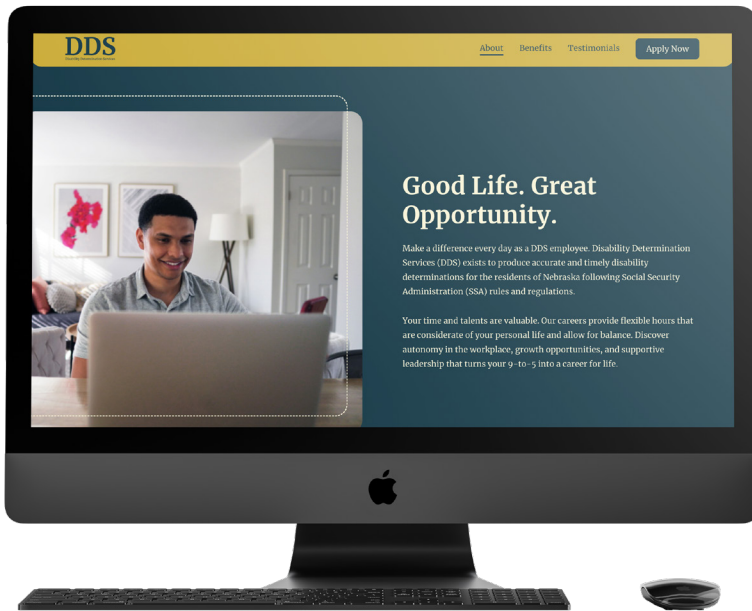 DDS
Disability Determination Services
About Benefits Testimonials Apply Now
Good Life. Great
Opportunity.
Make a difference every day as a DDS employee. Disability Determination
Services (DDS) exists to produce accurate and timely disability
determinations for the residents of Nebraska following Social Security
Administration (SSA) rules and regulations.
Your time and talents are valuable. Our careers provide flexible hours that
are considerate of your personal life and allow for balance. Discover
autonomy in the workplace, growth opportunities, and supportive
leadership that turns your 9-to-5 into a career for life.